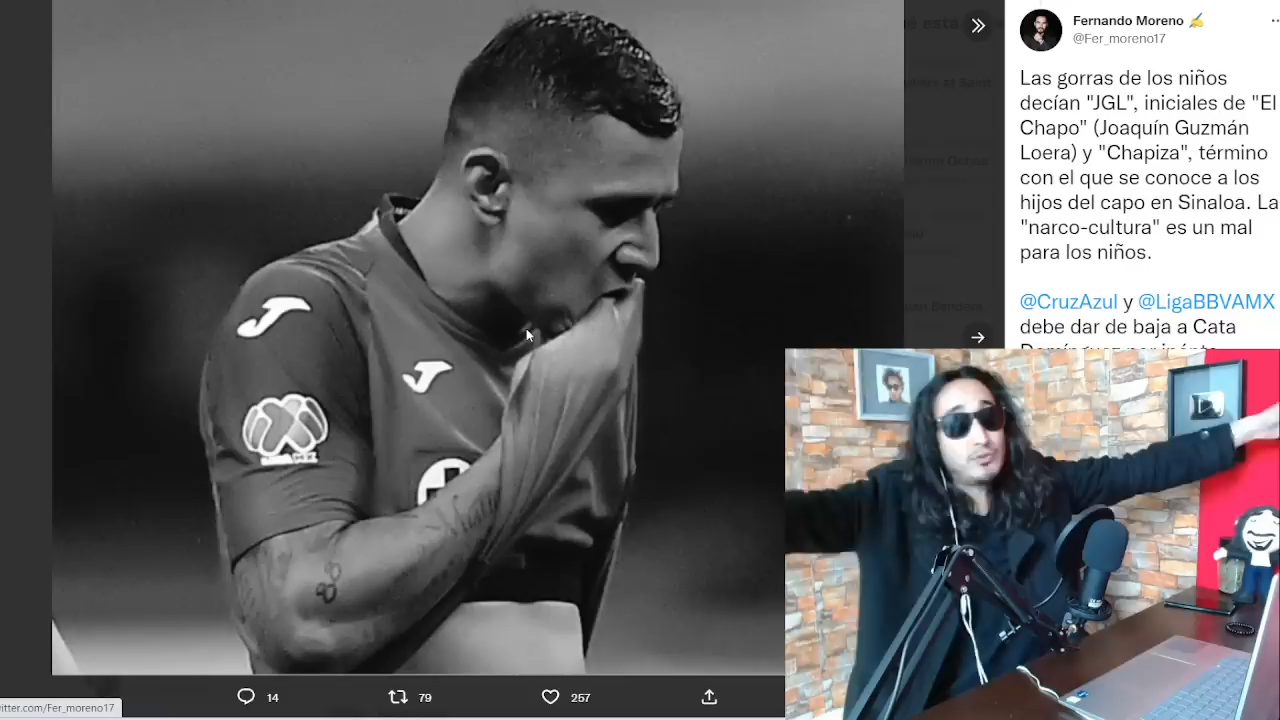 Fernando Moreno ✍
@Fer_moreno17
Las gorras de los niños
decían "JGL", iniciales de "El
Chapo" (Joaquín Guzmán
Loera) y "Chapiza", término
con el que se conoce a los
hijos del capo en Sinaloa. La
"narco-cultura" es un mal
para los niños.
@CruzAzul y @LigaBBVAMX
debe dar de baja a Cata
14
79
257
witter.com/Fer_moreno17